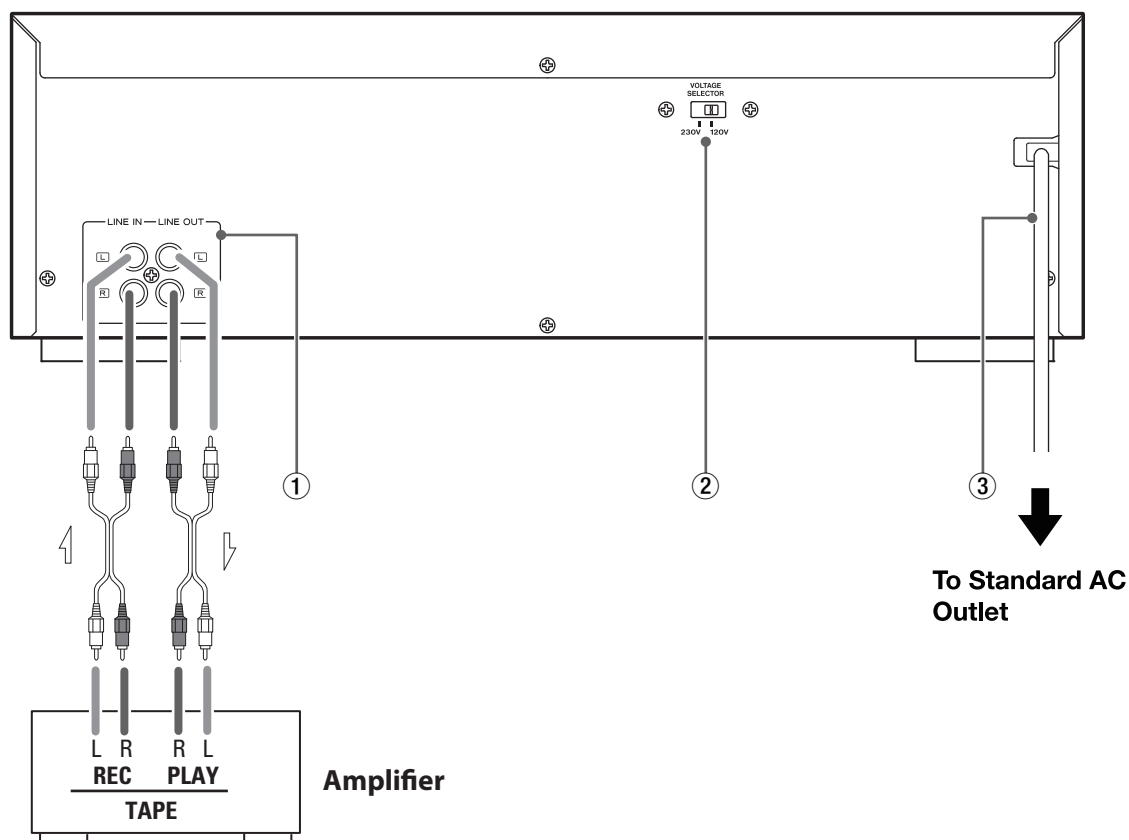 VOLTAGE
SELECTOR
230V 120V
LINE IN LINE OUT
L L
R R
①
②
③
To Standard AC
Outlet
L R R L
REC PLAY
TAPE
Amplifier